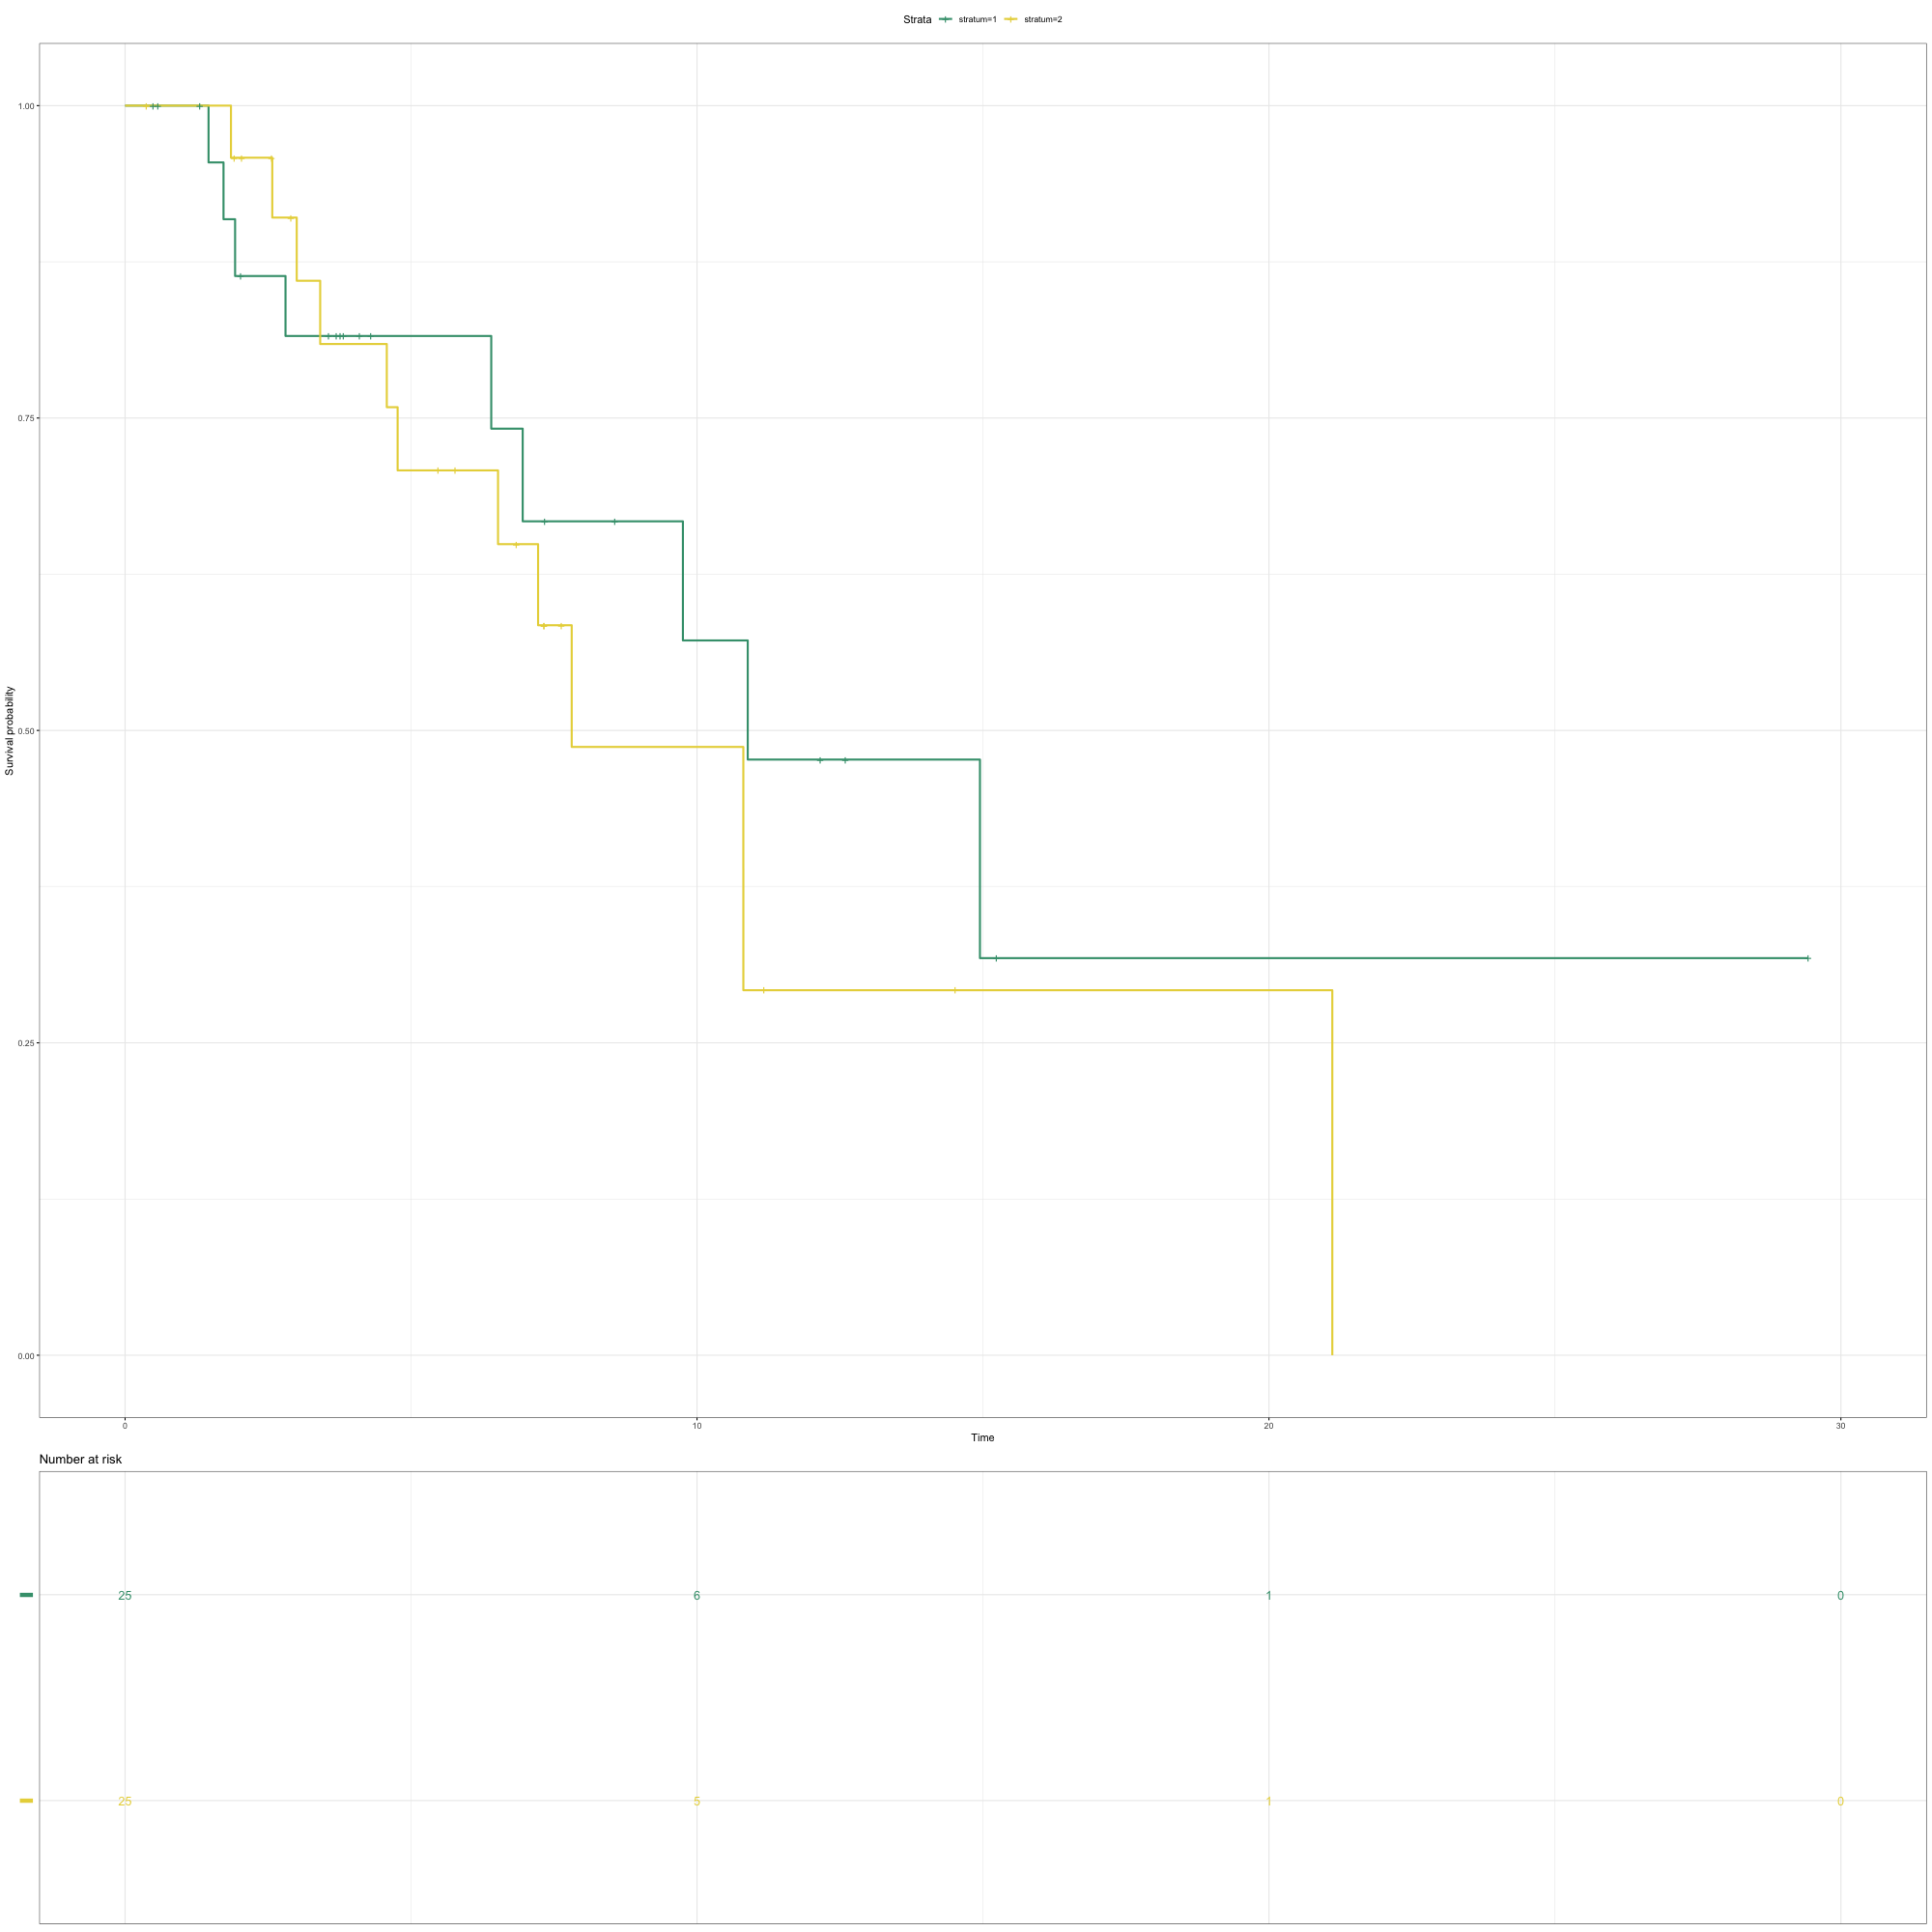 Strata stratum=1 stratum=2
1.00
0.75
0.50
0.25
0.00
Survival probability
0 10 20 30
Time
Number at risk
25 6 1 0
25 5 1 0